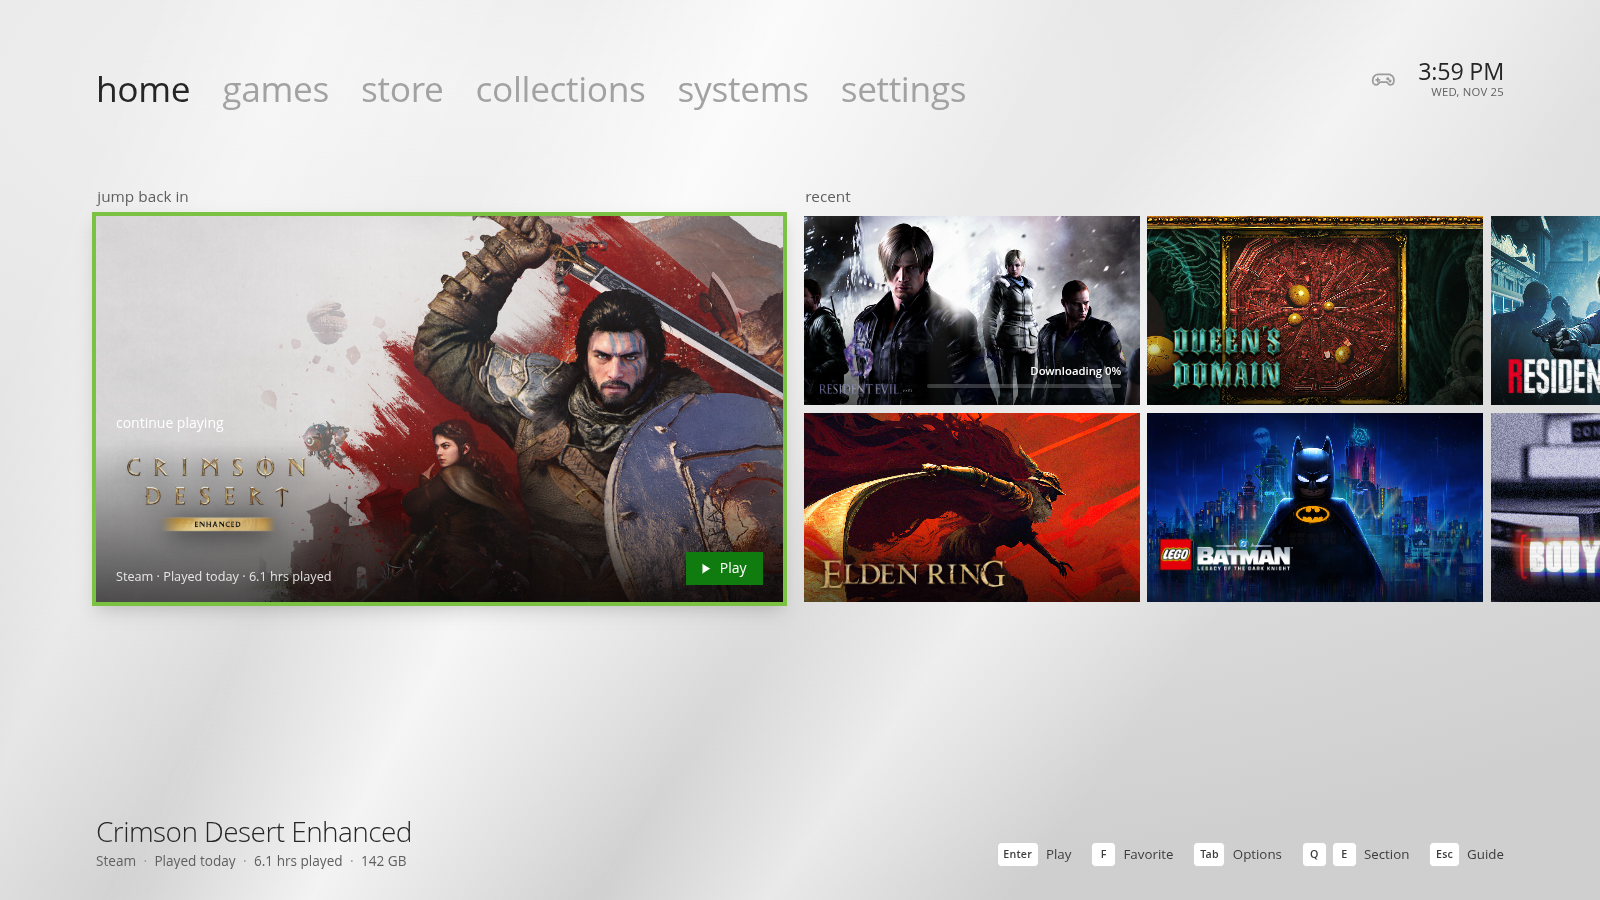 home games store collections systems settings
3:59 PM
WED, NOV 25
jump back in
recent
continue playing
CRIMSON
DESERT
ENHANCED
Steam · Played today · 6.1 hrs played
Play
Downloading 0%
RESIDENT EVIL
QUEEN'S
DOMAIN
RESIDEN
ELDEN RING
LEGO BATMAN
LEGACY OF THE DARK KNIGHT
BODY
Crimson Desert Enhanced
Steam · Played today · 6.1 hrs played · 142 GB
Enter Play F Favorite Tab Options Q E Section Esc Guide